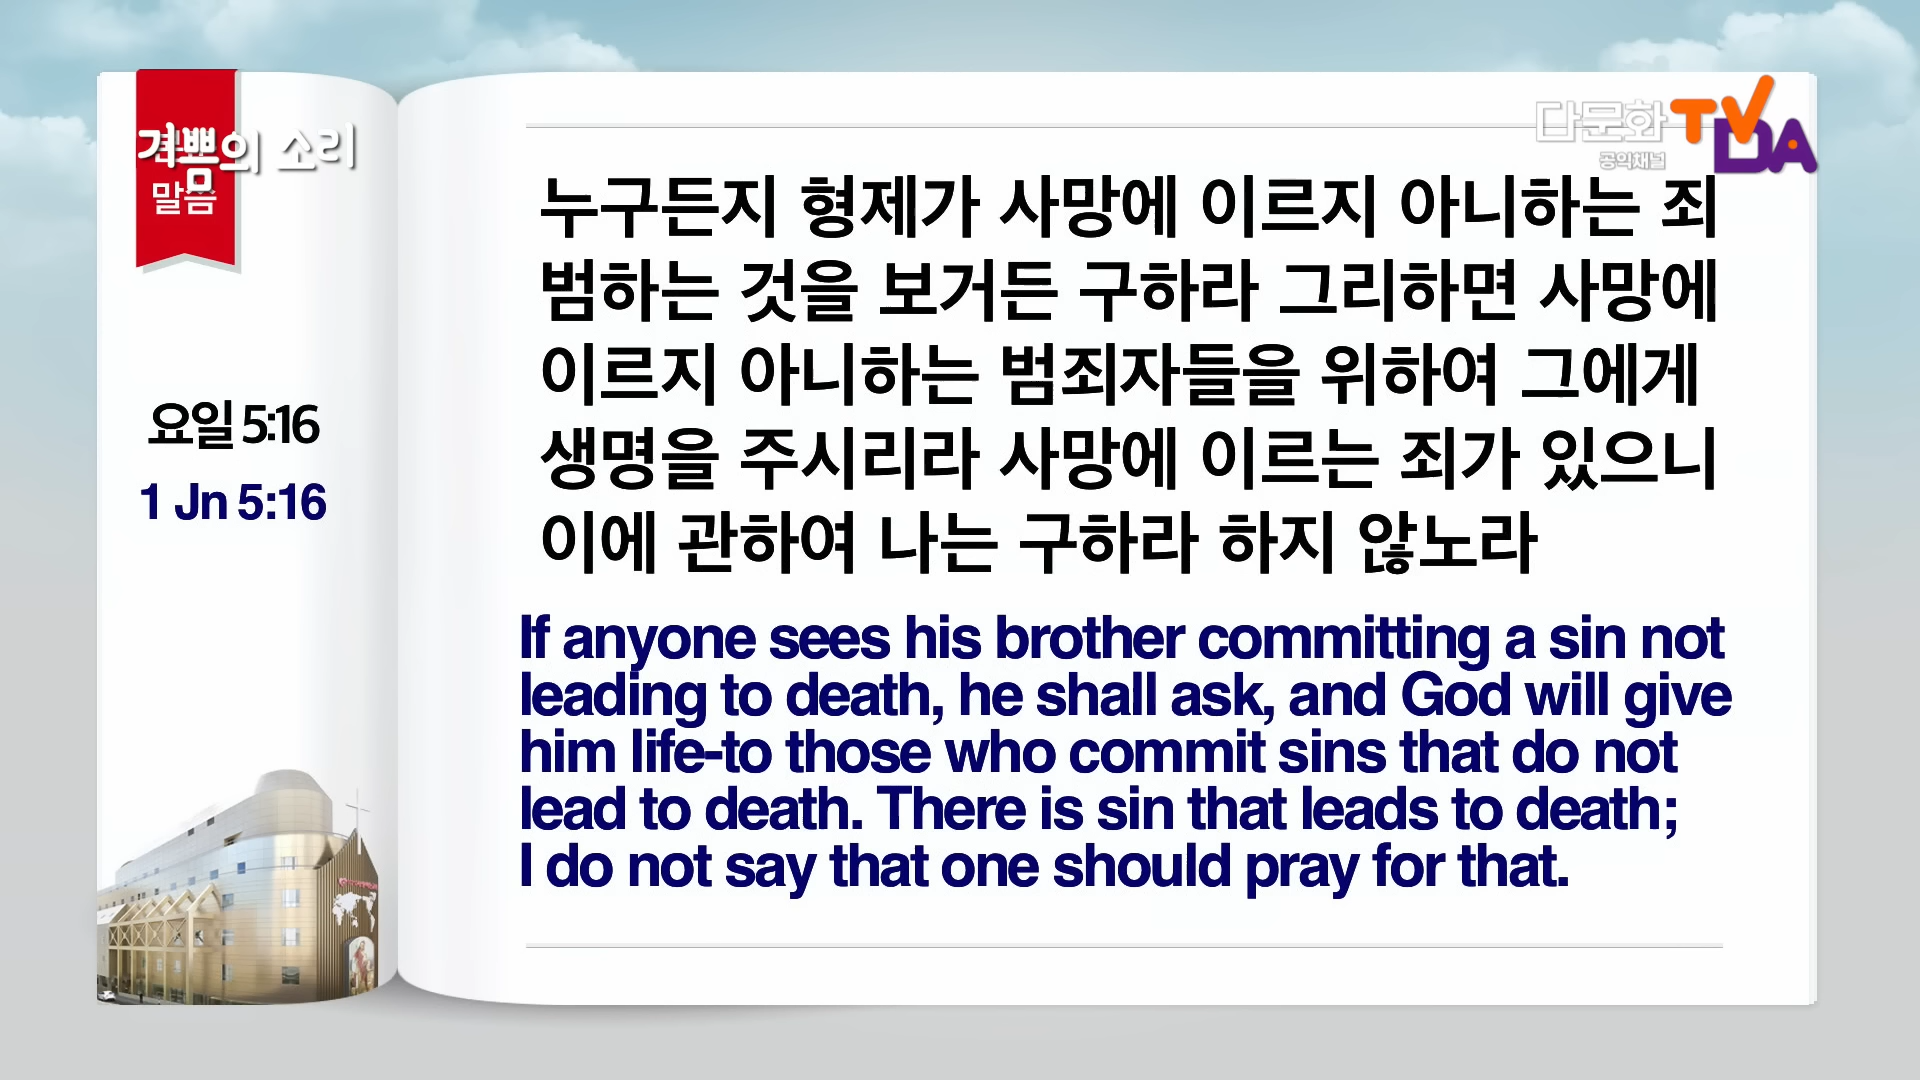 기쁨의 소리
말씀
다문화 TV DA
공익채널
요일 5:16
1 Jn 5:16
누구든지 형제가 사망에 이르지 아니하는 죄
범하는 것을 보거든 구하라 그리하면 사망에
이르지 아니하는 범죄자들을 위하여 그에게
생명을 주시리라 사망에 이르는 죄가 있으니
이에 관하여 나는 구하라 하지 않노라
If anyone sees his brother committing a sin not
leading to death, he shall ask, and God will give
him life-to those who commit sins that do not
lead to death. There is sin that leads to death;
I do not say that one should pray for that.